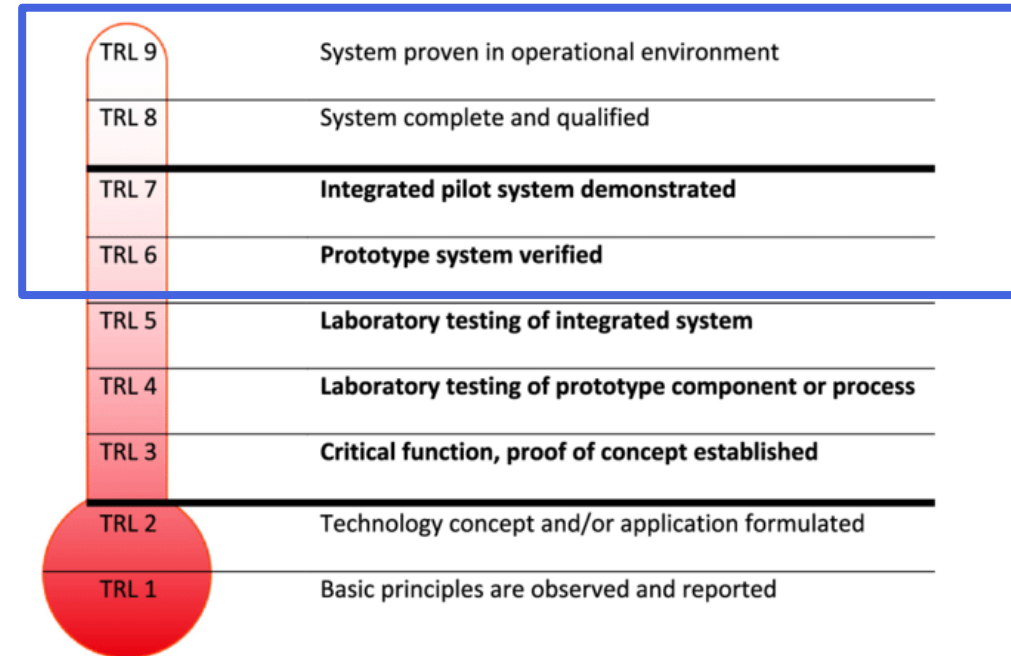 TRL 9 System proven in operational environment
TRL 8 System complete and qualified
TRL 7 Integrated pilot system demonstrated
TRL 6 Prototype system verified
TRL 5 Laboratory testing of integrated system
TRL 4 Laboratory testing of prototype component or process
TRL 3 Critical function, proof of concept established
TRL 2 Technology concept and/or application formulated
TRL 1 Basic principles are observed and reported